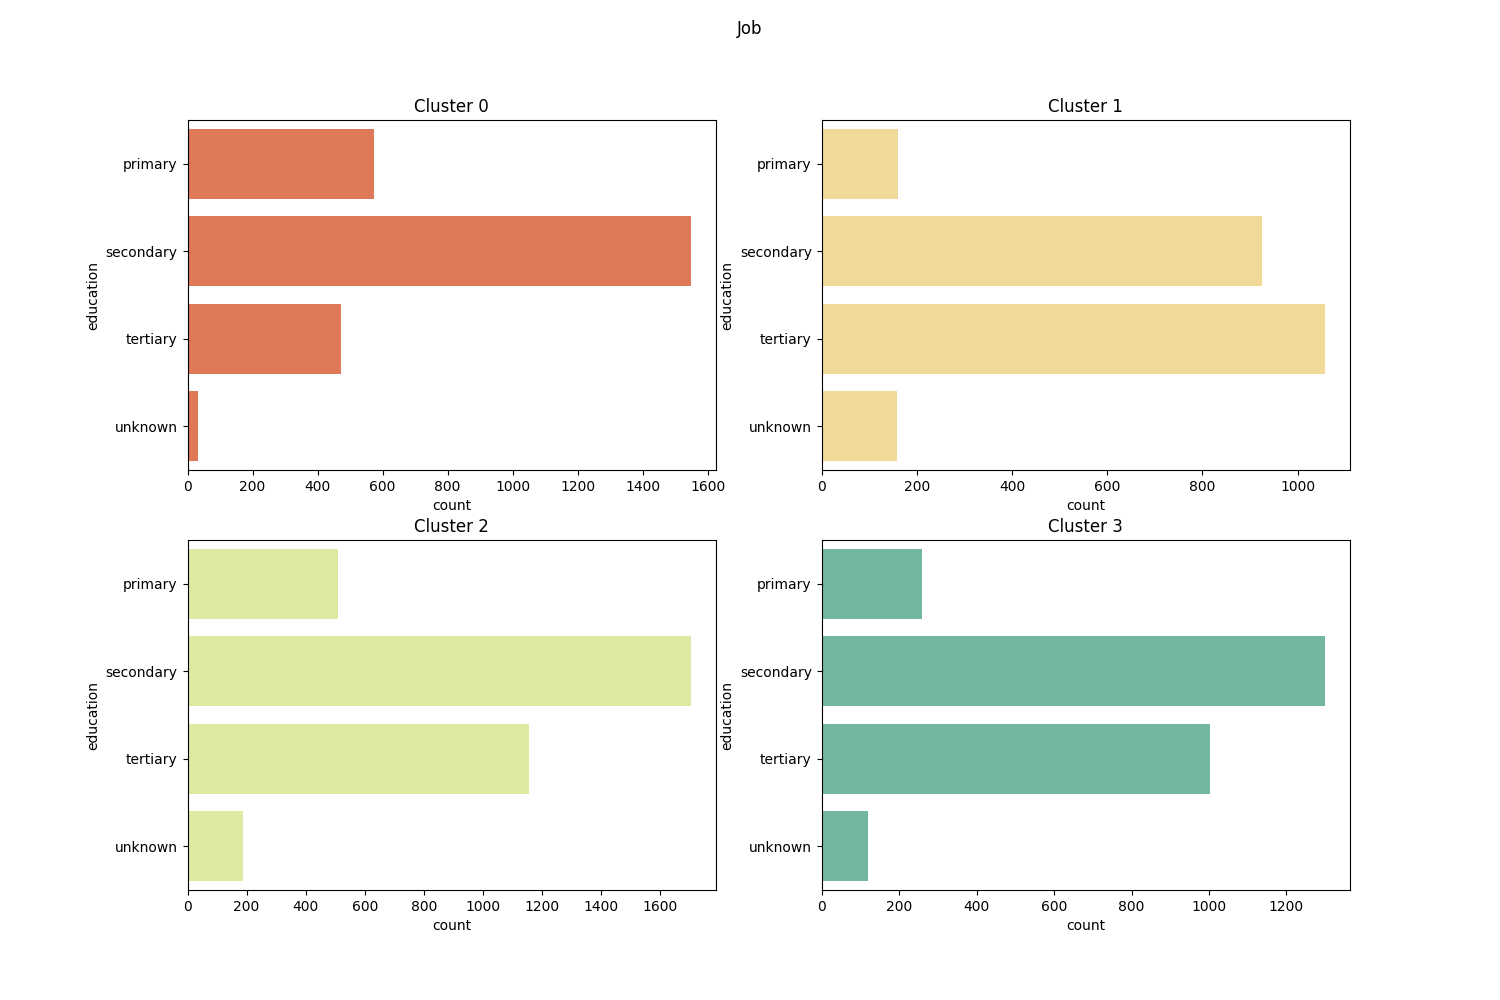 Job
Cluster 0
primary
secondary
tertiary
unknown
education
0 200 400 600 800 1000 1200 1400 1600
count
Cluster 1
primary
secondary
tertiary
unknown
education
0 200 400 600 800 1000
count
Cluster 2
primary
secondary
tertiary
unknown
education
0 200 400 600 800 1000 1200 1400 1600
count
Cluster 3
primary
secondary
tertiary
unknown
education
0 200 400 600 800 1000 1200
count